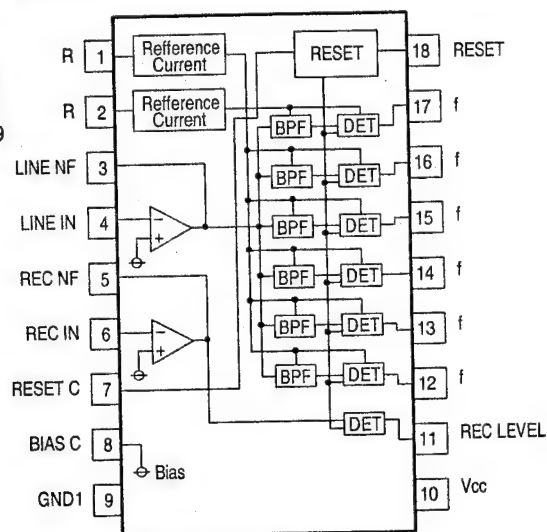 R 1 Refference Current
R 2 Refference Current
LINE NF 3
LINE IN 4
REC NF 5
REC IN 6
RESET C 7
BIAS C 8
GND1 9
9
RESET
- +
- +
Bias
BPF DET
BPF DET
BPF DET
BPF DET
BPF DET
BPF DET
DET
18 RESET
17 f
16 f
15 f
14 f
13 f
12 f
11 REC LEVEL
10 Vcc